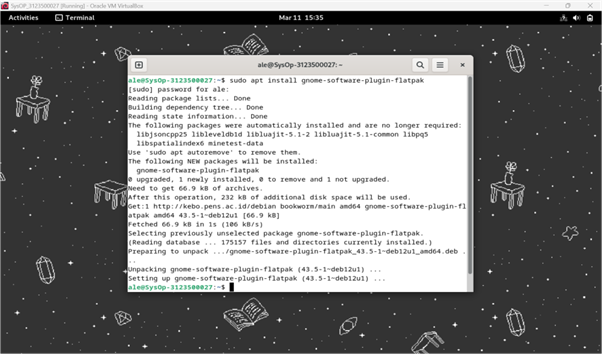 SysOP_3123500027 [Running] - Oracle VM VirtualBox
Activities Terminal Mar 11 15:35
ale@SysOp-3123500027: ~
ale@SysOp-3123500027:~$ sudo apt install gnome-software-plugin-flatpak
[sudo] password for ale:
Reading package lists... Done
Building dependency tree... Done
Reading state information... Done
The following packages were automatically installed and are no longer required:
libjsoncpp25 libleveldb1d libluajit-5.1-2 libluajit-5.1-common libpq5
libspatialindex6 minetest-data
Use 'sudo apt autoremove' to remove them.
The following NEW packages will be installed:
gnome-software-plugin-flatpak
0 upgraded, 1 newly installed, 0 to remove and 1 not upgraded.
Need to get 66.9 kB of archives.
After this operation, 232 kB of additional disk space will be used.
Get:1 http://kebo.pens.ac.id/debian bookworm/main amd64 gnome-software-plugin-fl
atpak amd64 43.5-1~deb12u1 [66.9 kB]
Fetched 66.9 kB in 1s (106 kB/s)
Selecting previously unselected package gnome-software-plugin-flatpak.
(Reading database ... 175157 files and directories currently installed.)
Preparing to unpack .../gnome-software-plugin-flatpak_43.5-1~deb12u1_amd64.deb .
..
Unpacking gnome-software-plugin-flatpak (43.5-1~deb12u1) ...
Setting up gnome-software-plugin-flatpak (43.5-1~deb12u1) ...
ale@SysOp-3123500027:~$